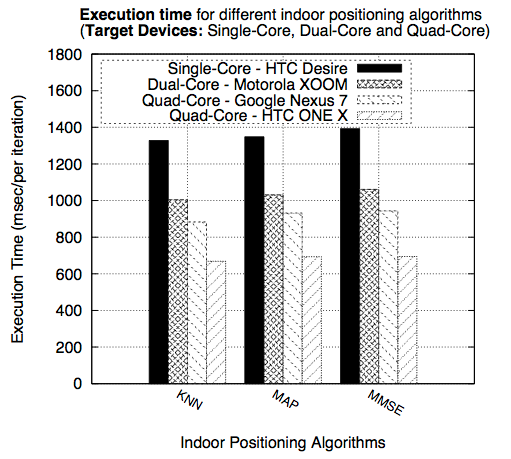 Execution time for different indoor positioning algorithms
(Target Devices: Single-Core, Dual-Core and Quad-Core)
Execution Time (msec/per iteration)
1800
1600
1400
1200
1000
800
600
400
200
0
Single-Core - HTC Desire
Dual-Core - Motorola XOOM
Quad-Core - Google Nexus 7
Quad-Core - HTC ONE X
KNN
MAP
MMSE
Indoor Positioning Algorithms